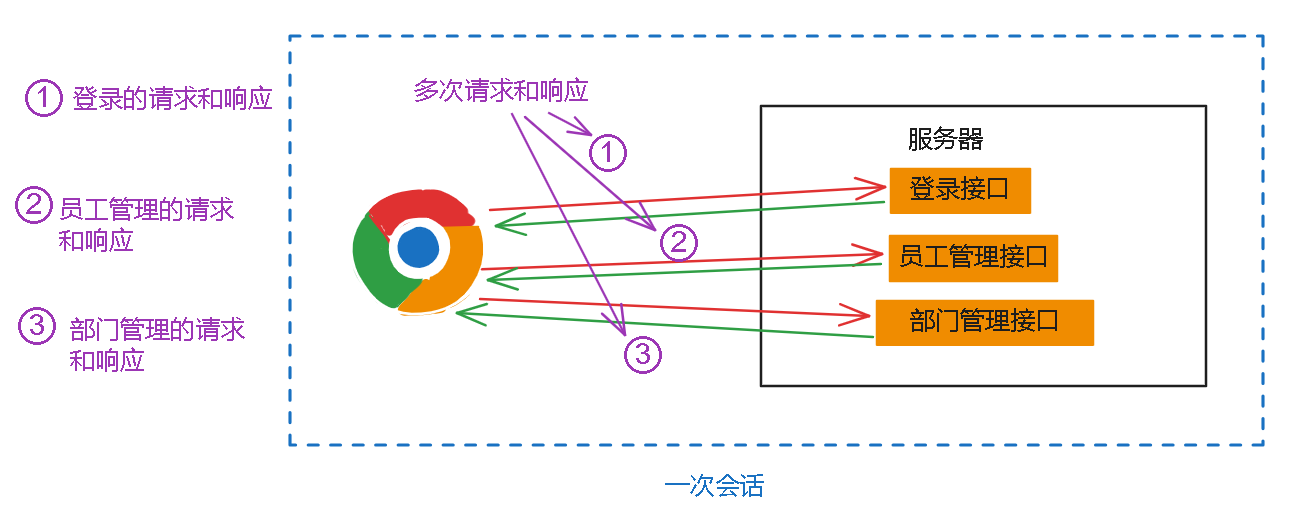 ① 登录的请求和响应
② 员工管理的请求
和响应
③ 部门管理的请求
和响应
多次请求和响应
①
②
③
服务器
登录接口
员工管理接口
部门管理接口
一次会话